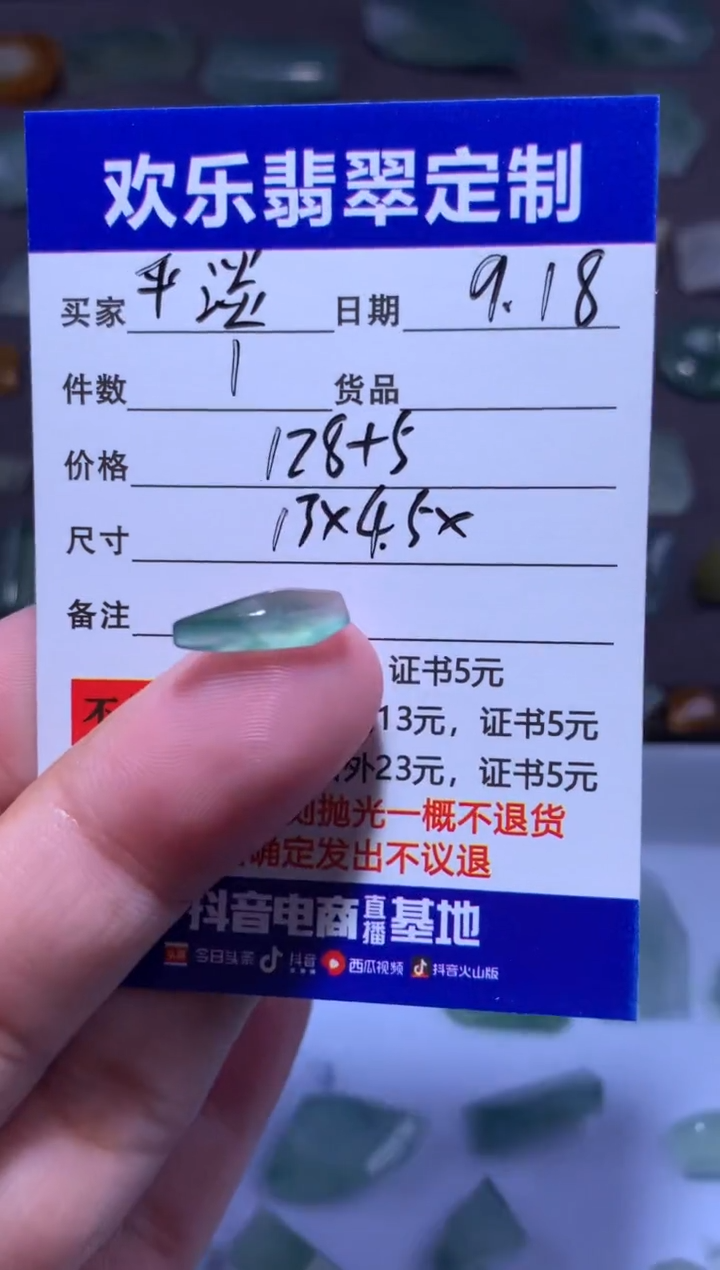 欢乐翡翠定制
买家 平淡 日期 9.18
件数 1 货品
价格 128+5
尺寸 13×4.5×
备注
证书5元
不
13元，证书5元
外23元，证书5元
抛光一概不退货
确定发出不议退
抖音电商直播基地
今日头条 抖音 西瓜视频 抖音火山版